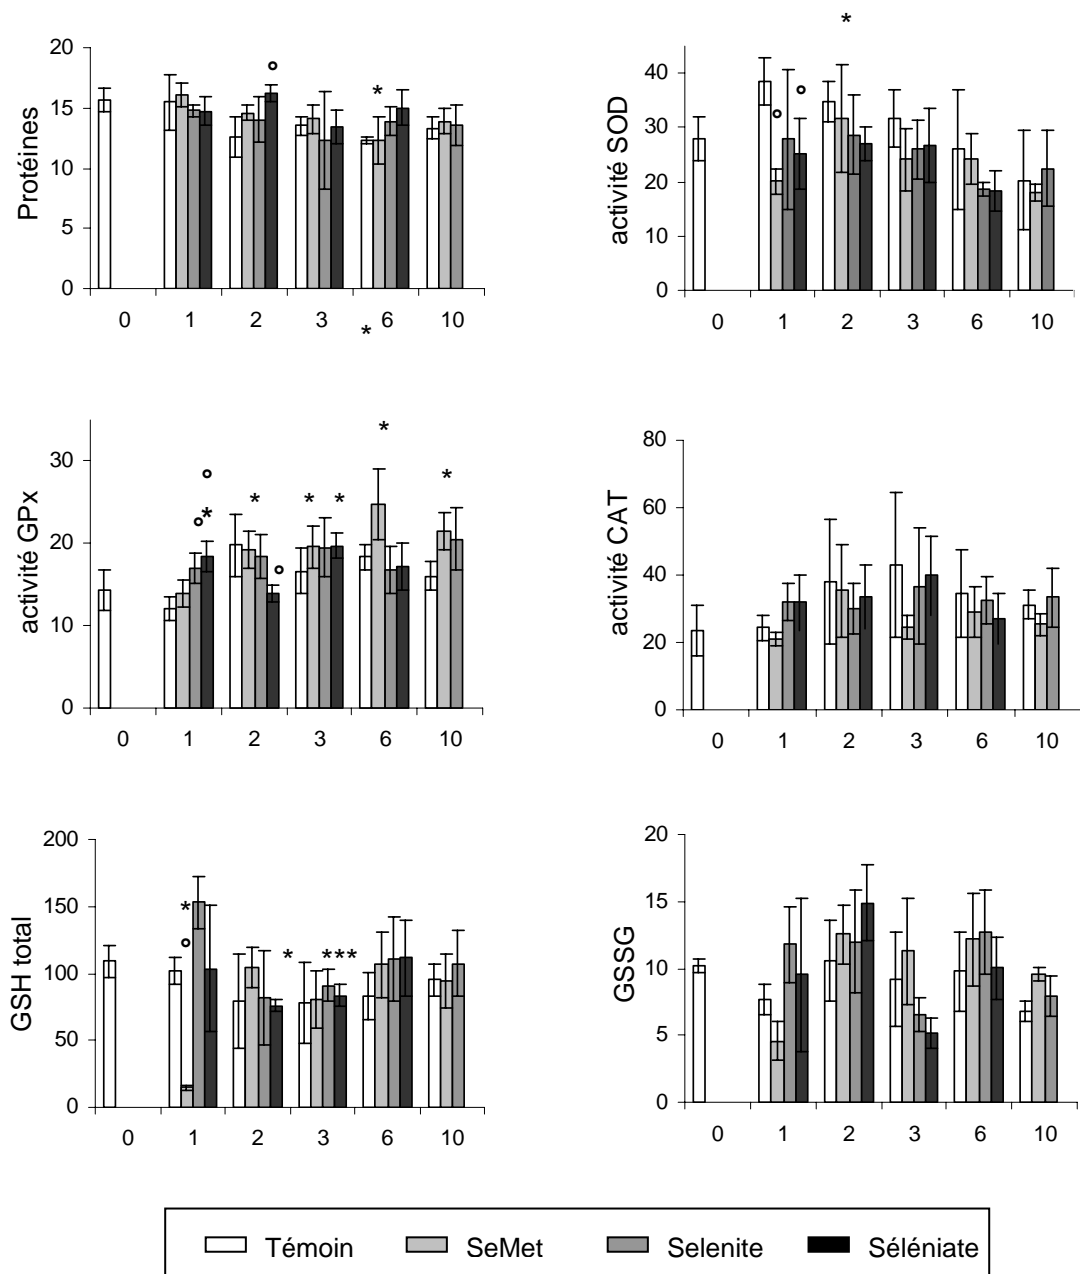 *
Protéines
20
15
10
5
0
0 1 2 3 6 10
° *
*
activité SOD
40
30
20
10
0
0 1 2 3 6 10
° °
activité GPx
30
20
10
0
0 1 2 3 6 10
° ° * * ° * * * *
activité CAT
80
60
40
20
0
0 1 2 3 6 10
GSH total
200
150
100
50
0
0 1 2 3 6 10
* ° * ***
GSSG
20
15
10
5
0
0 1 2 3 6 10
Témoin SeMet Selenite Séléniate